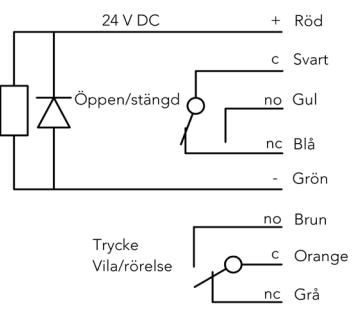 24 V DC + Röd
c Svart
Öppen/stängd no Gul
nc Blå
- Grön
no Brun
Trycke
Vila/rörelse c Orange
nc Grå